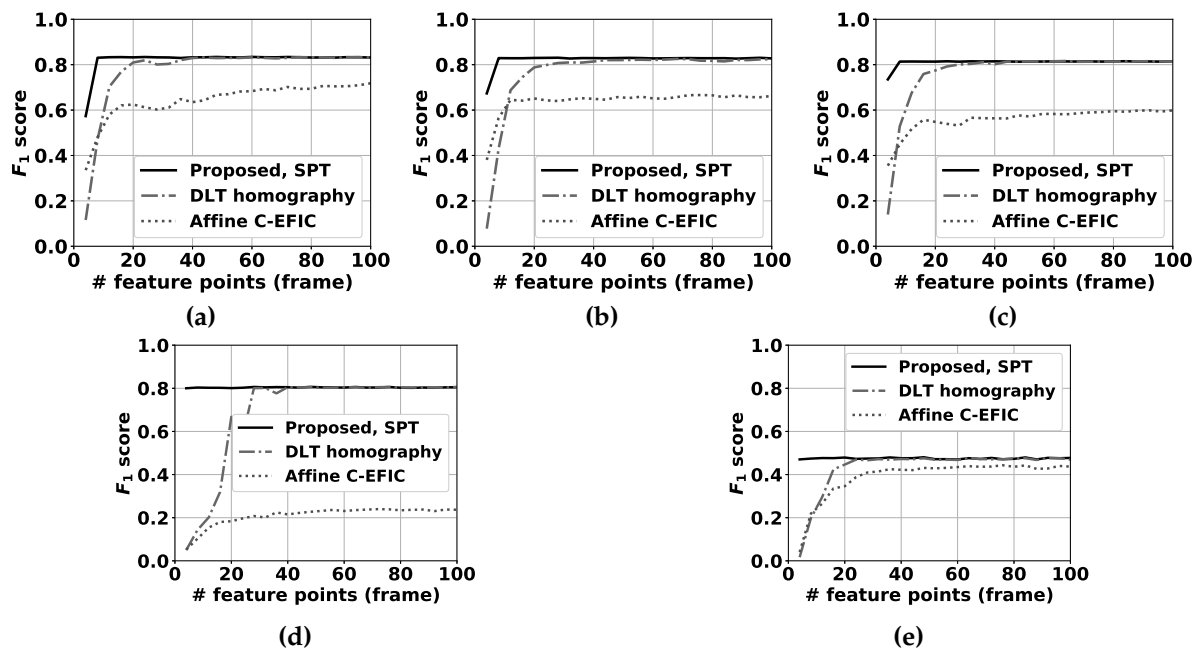 1.0
0.8
0.6
0.4
0.2
0.0
F1 score
Proposed, SPT
DLT homography
Affine C-EFIC
0 20 40 60 80 100
# feature points (frame)
(a)
1.0
0.8
0.6
0.4
0.2
0.0
F1 score
Proposed, SPT
DLT homography
Affine C-EFIC
0 20 40 60 80 100
# feature points (frame)
(b)
1.0
0.8
0.6
0.4
0.2
0.0
F1 score
Proposed, SPT
DLT homography
Affine C-EFIC
0 20 40 60 80 100
# feature points (frame)
(c)
1.0
0.8
0.6
0.4
0.2
0.0
F1 score
Proposed, SPT
DLT homography
Affine C-EFIC
0 20 40 60 80 100
# feature points (frame)
(d)
1.0
0.8
0.6
0.4
0.2
0.0
F1 score
Proposed, SPT
DLT homography
Affine C-EFIC
0 20 40 60 80 100
# feature points (frame)
(e)